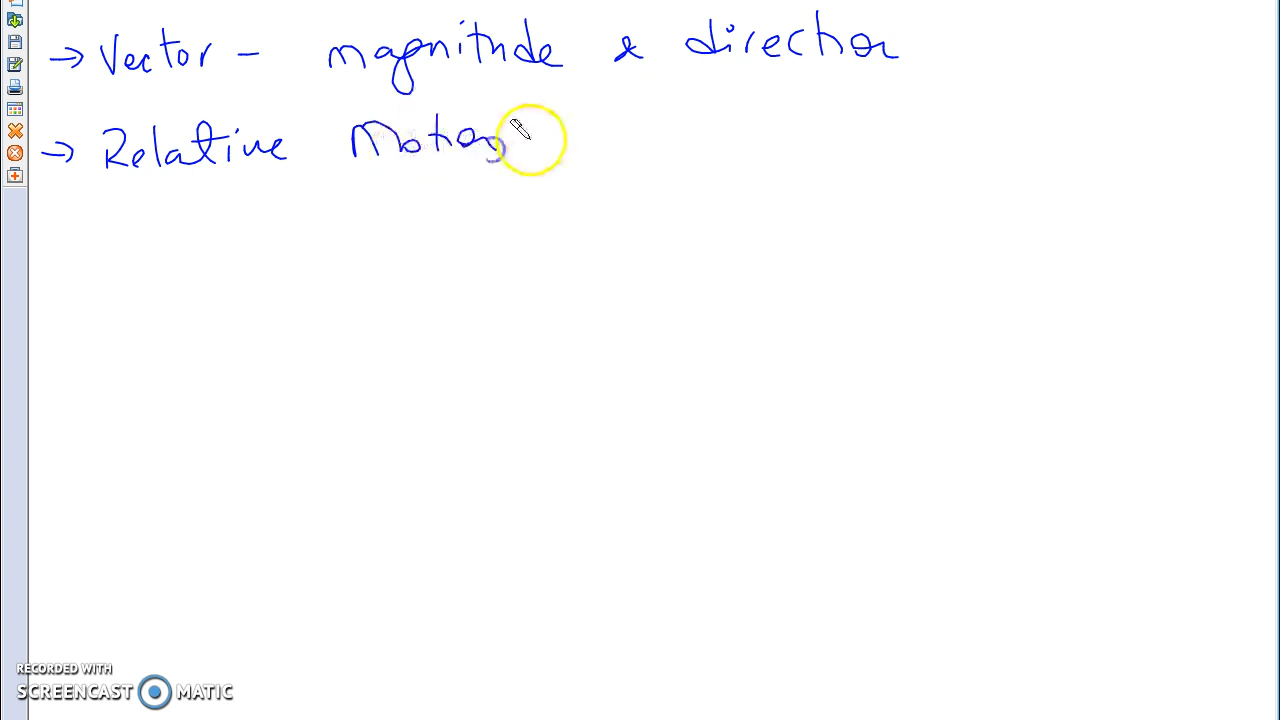 → Vector - magnitude & direction
→ Relative Motion
RECORDED WITH
SCREENCAST MATIC